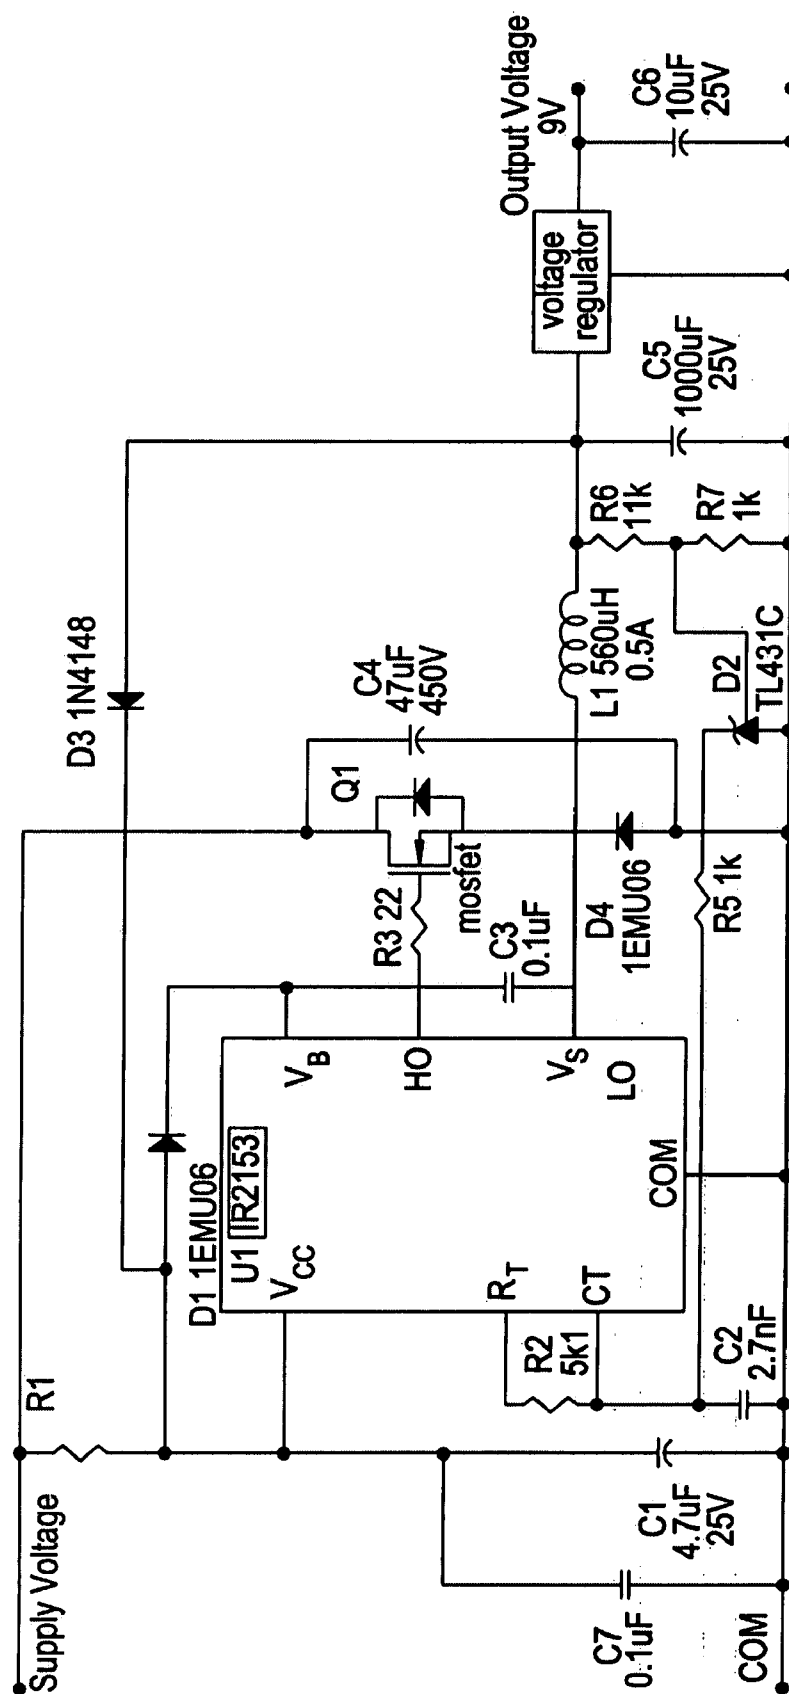 Supply Voltage
R1
D3 1N4148
Output Voltage
9V
D1 1EMU06
U1 IR2153
VCC
VB
HO
VS
LO
RT
CT
COM
R3 22
Q1
mosfet
C4
47uF
450V
C3
0.1uF
D4
1EMU06
L1 560uH
0.5A
voltage
regulator
C6
10uF
25V
C5
1000uF
25V
R6
11k
R7
1k
D2
TL431C
R5 1k
R2
5k1
C2
2.7nF
C1
4.7uF
25V
C7
0.1uF
COM